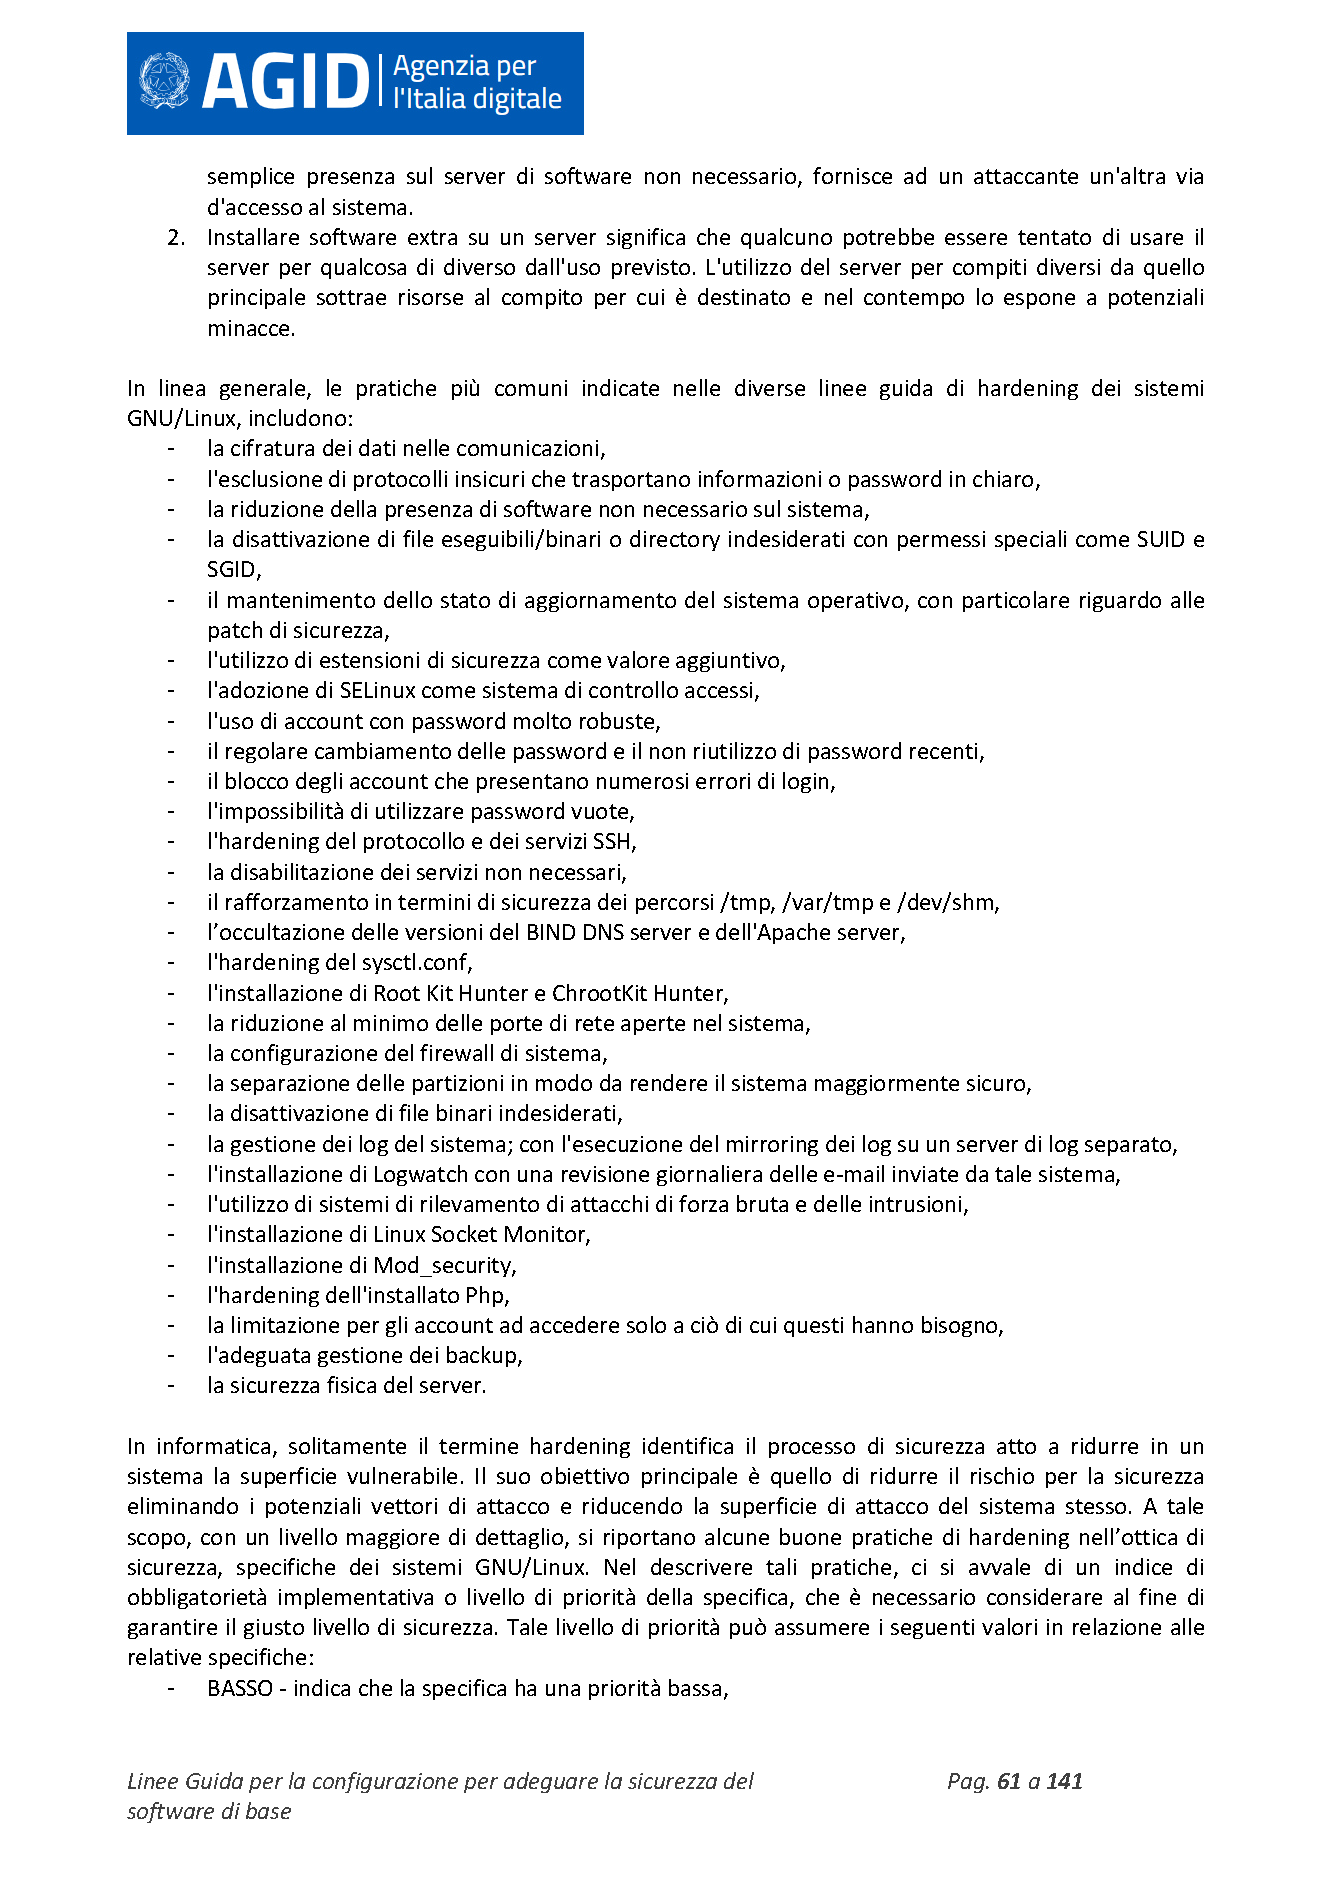 AGID Agenzia per
l'Italia digitale
semplice presenza sul server di software non necessario, fornisce ad un attaccante un'altra via
d'accesso al sistema.
2. Installare software extra su un server significa che qualcuno potrebbe essere tentato di usare il
server per qualcosa di diverso dall'uso previsto. L'utilizzo del server per compiti diversi da quello
principale sottrae risorse al compito per cui è destinato e nel contempo lo espone a potenziali
minacce.
In linea generale, le pratiche più comuni indicate nelle diverse linee guida di hardening dei sistemi
GNU/Linux, includono:
- la cifratura dei dati nelle comunicazioni,
- l'esclusione di protocolli insicuri che trasportano informazioni o password in chiaro,
- la riduzione della presenza di software non necessario sul sistema,
- la disattivazione di file eseguibili/binari o directory indesiderati con permessi speciali come SUID e
SGID,
- il mantenimento dello stato di aggiornamento del sistema operativo, con particolare riguardo alle
patch di sicurezza,
- l'utilizzo di estensioni di sicurezza come valore aggiuntivo,
- l'adozione di SELinux come sistema di controllo accessi,
- l'uso di account con password molto robuste,
- il regolare cambiamento delle password e il non riutilizzo di password recenti,
- il blocco degli account che presentano numerosi errori di login,
- l'impossibilità di utilizzare password vuote,
- l'hardening del protocollo e dei servizi SSH,
- la disabilitazione dei servizi non necessari,
- il rafforzamento in termini di sicurezza dei percorsi /tmp, /var/tmp e /dev/shm,
- l’occultazione delle versioni del BIND DNS server e dell'Apache server,
- l'hardening del sysctl.conf,
- l'installazione di Root Kit Hunter e ChrootKit Hunter,
- la riduzione al minimo delle porte di rete aperte nel sistema,
- la configurazione del firewall di sistema,
- la separazione delle partizioni in modo da rendere il sistema maggiormente sicuro,
- la disattivazione di file binari indesiderati,
- la gestione dei log del sistema; con l'esecuzione del mirroring dei log su un server di log separato,
- l'installazione di Logwatch con una revisione giornaliera delle e-mail inviate da tale sistema,
- l'utilizzo di sistemi di rilevamento di attacchi di forza bruta e delle intrusioni,
- l'installazione di Linux Socket Monitor,
- l'installazione di Mod_security,
- l'hardening dell'installato Php,
- la limitazione per gli account ad accedere solo a ciò di cui questi hanno bisogno,
- l'adeguata gestione dei backup,
- la sicurezza fisica del server.
In informatica, solitamente il termine hardening identifica il processo di sicurezza atto a ridurre in un
sistema la superficie vulnerabile. Il suo obiettivo principale è quello di ridurre il rischio per la sicurezza
eliminando i potenziali vettori di attacco e riducendo la superficie di attacco del sistema stesso. A tale
scopo, con un livello maggiore di dettaglio, si riportano alcune buone pratiche di hardening nell’ottica di
sicurezza, specifiche dei sistemi GNU/Linux. Nel descrivere tali pratiche, ci si avvale di un indice di
obbligatorietà implementativa o livello di priorità della specifica, che è necessario considerare al fine di
garantire il giusto livello di sicurezza. Tale livello di priorità può assumere i seguenti valori in relazione alle
relative specifiche:
- BASSO - indica che la specifica ha una priorità bassa,
Linee Guida per la configurazione per adeguare la sicurezza del Pag. 61 a 141
software di base